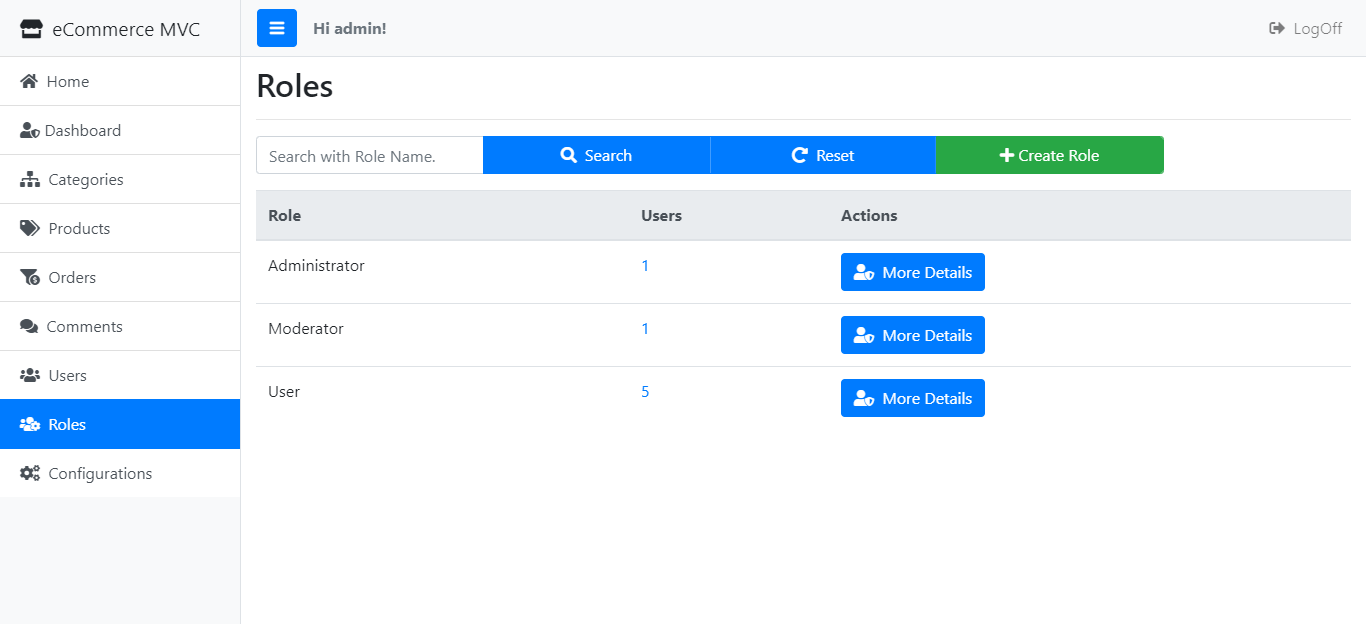 eCommerce MVC
Hi admin!
LogOff
Home
Dashboard
Categories
Products
Orders
Comments
Users
Roles
Configurations
Roles
Search with Role Name.
Search
Reset
Create Role
Role Users Actions
Administrator 1 More Details
Moderator 1 More Details
User 5 More Details